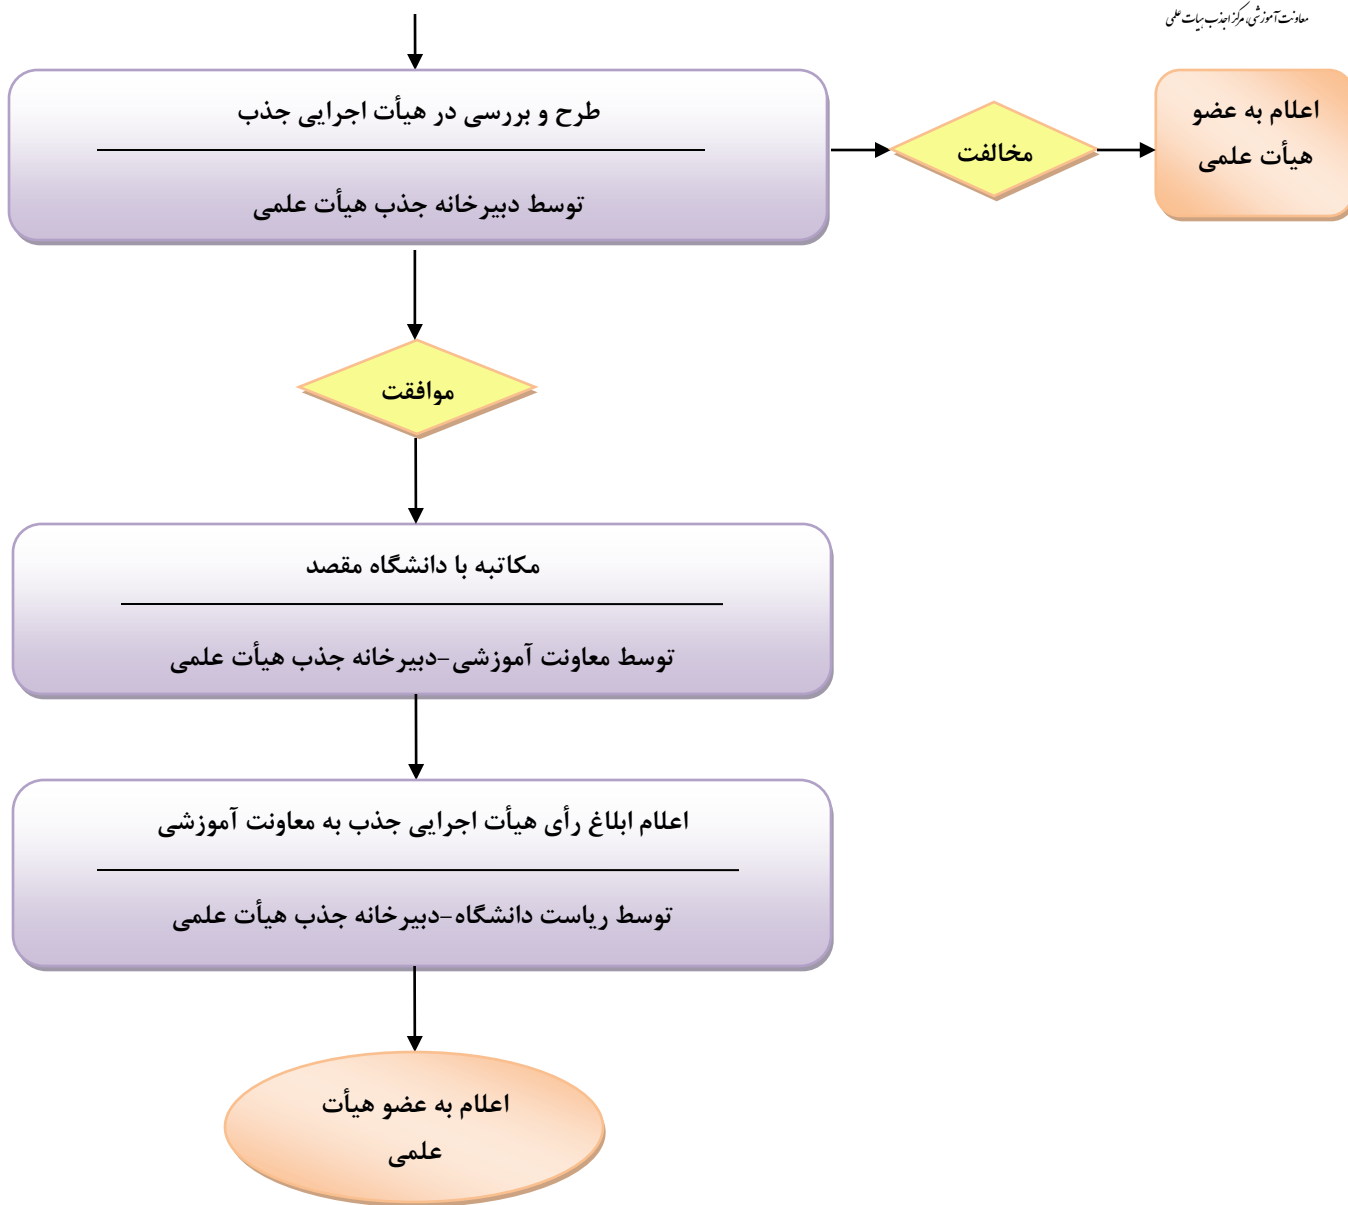 معاونت آموزشی، مرکز جذب هیات علمی
طرح و بررسی در هیأت اجرایی جذب
توسط دبیرخانه جذب هیأت علمی
مخالفت
اعلام به عضو
هیأت علمی
موافقت
مکاتبه با دانشگاه مقصد
توسط معاونت آموزشی-دبیرخانه جذب هیأت علمی
اعلام ابلاغ رأی هیأت اجرایی جذب به معاونت آموزشی
توسط ریاست دانشگاه-دبیرخانه جذب هیأت علمی
اعلام به عضو هیأت
علمی